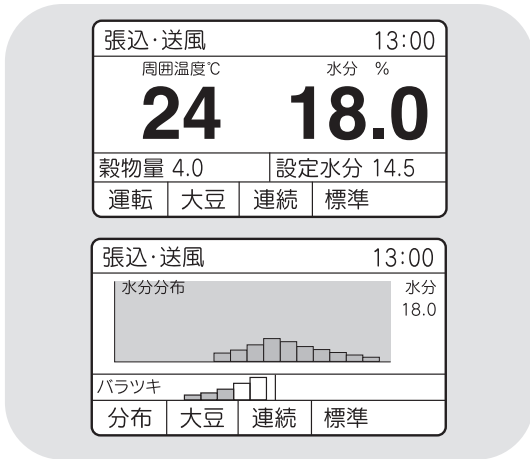 張込・送風 13:00
周囲温度℃ 水分 %
24 18.0
穀物量 4.0 設定水分 14.5
運転 大豆 連続 標準
張込・送風 13:00
水分分布 水分
18.0
バラツキ
分布 大豆 連続 標準